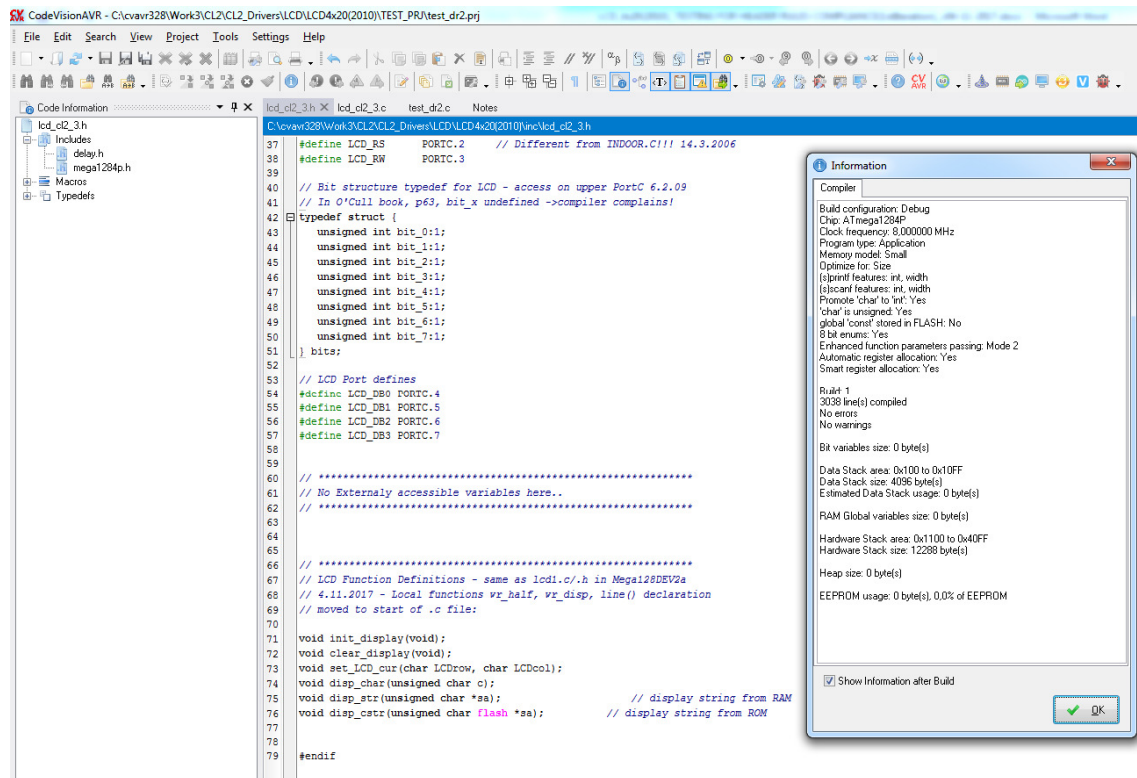 CodeVisionAVR - C:\cvavr328\Work3\CL2\CL2_Drivers\LCD\LCD4x20(2010)\TEST_PRJ\test_dr2.prj
File Edit Search View Project Tools Settings Help
Code Information
lcd_cl2_3.h
Includes
delay.h
mega1284p.h
Macros
Typedefs
lcd_cl2_3.h lcd_cl2_3.c test_dr2.c Notes
C:\cvavr328\Work3\CL2\CL2_Drivers\LCD\LCD4x20(2010)\inc\lcd_cl2_3.h
37 #define LCD_RS PORTC.2 // Different from INDOOR.C!!! 14.3.2006
38 #define LCD_RW PORTC.3
39
40 // Bit structure typedef for LCD - access on upper PortC 6.2.09
41 // In O'Cull book, p63, bit_x undefined ->compiler complains!
42 typedef struct {
43 unsigned int bit_0:1;
44 unsigned int bit_1:1;
45 unsigned int bit_2:1;
46 unsigned int bit_3:1;
47 unsigned int bit_4:1;
48 unsigned int bit_5:1;
49 unsigned int bit_6:1;
50 unsigned int bit_7:1;
51 } bits;
52
53 // LCD Port defines
54 #define LCD_DB0 PORTC.4
55 #define LCD_DB1 PORTC.5
56 #define LCD_DB2 PORTC.6
57 #define LCD_DB3 PORTC.7
58
59
60 // *************************************************************
61 // No Externaly accessible variables here..
62 // *************************************************************
63
64
65
66 // *************************************************************
67 // LCD Function Definitions - same as lcd1.c/.h in Mega128DEV2a
68 // 4.11.2017 - Local functions wr_half, wr_disp, line() declaration
69 // moved to start of .c file:
70
71 void init_display(void);
72 void clear_display(void);
73 void set_LCD_cur(char LCDrow, char LCDcol);
74 void disp_char(unsigned char c);
75 void disp_str(unsigned char *sa); // display string from RAM
76 void disp_cstr(unsigned char flash *sa); // display string from ROM
77
78
79 #endif
Information
Compiler
Build configuration: Debug
Chip: ATmega1284P
Clock frequency: 8,000000 MHz
Program type: Application
Memory model: Small
Optimize for: Size
(s)printf features: int, width
(s)scanf features: int, width
Promote 'char' to 'int': Yes
'char' is unsigned: Yes
global 'const' stored in FLASH: No
8 bit enums: Yes
Enhanced function parameters passing: Mode 2
Automatic register allocation: Yes
Smart register allocation: Yes
Build: 1
3038 line(s) compiled
No errors
No warnings
Bit variables size: 0 byte(s)
Data Stack area: 0x100 to 0x10FF
Data Stack size: 4096 byte(s)
Estimated Data Stack usage: 0 byte(s)
RAM Global variables size: 0 byte(s)
Hardware Stack area: 0x1100 to 0x40FF
Hardware Stack size: 12288 byte(s)
Heap size: 0 byte(s)
EEPROM usage: 0 byte(s), 0,0% of EEPROM
Show Information after Build
OK